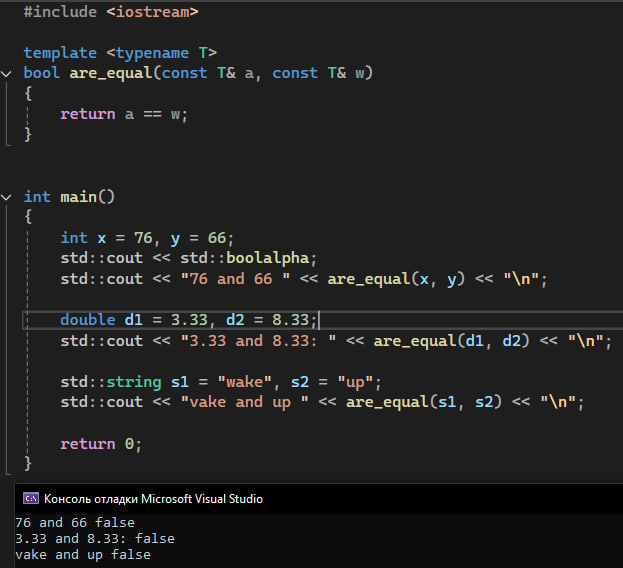 #include <iostream>
template <typename T>
bool are_equal(const T& a, const T& w)
{
return a == w;
}
int main()
{
int x = 76, y = 66;
std::cout << std::boolalpha;
std::cout << "76 and 66 " << are_equal(x, y) << "\n";
double d1 = 3.33, d2 = 8.33;
std::cout << "3.33 and 8.33: " << are_equal(d1, d2) << "\n";
std::string s1 = "wake", s2 = "up";
std::cout << "vake and up " << are_equal(s1, s2) << "\n";
return 0;
}
Консоль отладки Microsoft Visual Studio
76 and 66 false
3.33 and 8.33: false
vake and up false